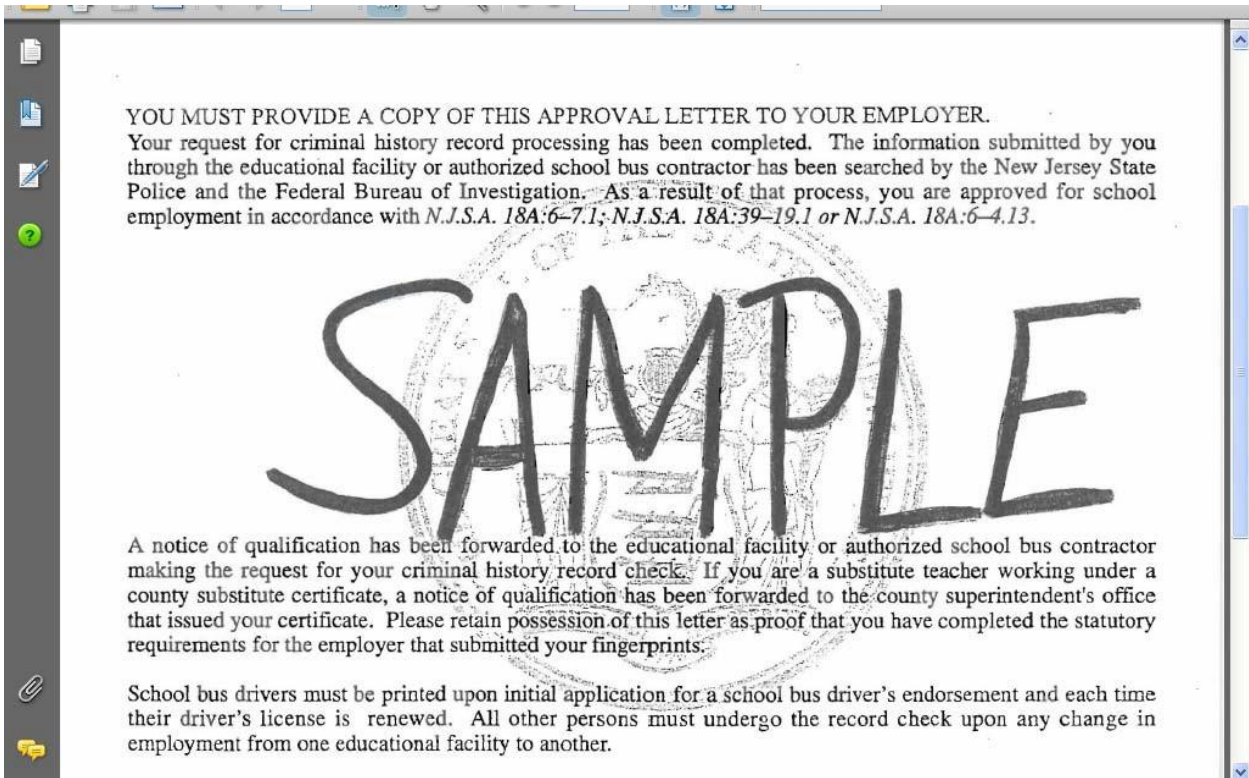 YOU MUST PROVIDE A COPY OF THIS APPROVAL LETTER TO YOUR EMPLOYER.
Your request for criminal history record processing has been completed. The information submitted by you
through the educational facility or authorized school bus contractor has been searched by the New Jersey State
Police and the Federal Bureau of Investigation. As a result of that process, you are approved for school
employment in accordance with N.J.S.A. 18A:6–7.1; N.J.S.A. 18A:39–19.1 or N.J.S.A. 18A:6–4.13.
OF THE STATE
SAMPLE
A notice of qualification has been forwarded to the educational facility or authorized school bus contractor
making the request for your criminal history record check. If you are a substitute teacher working under a
county substitute certificate, a notice of qualification has been forwarded to the county superintendent's office
that issued your certificate. Please retain possession of this letter as proof that you have completed the statutory
requirements for the employer that submitted your fingerprints.
School bus drivers must be printed upon initial application for a school bus driver's endorsement and each time
their driver's license is renewed. All other persons must undergo the record check upon any change in
employment from one educational facility to another.